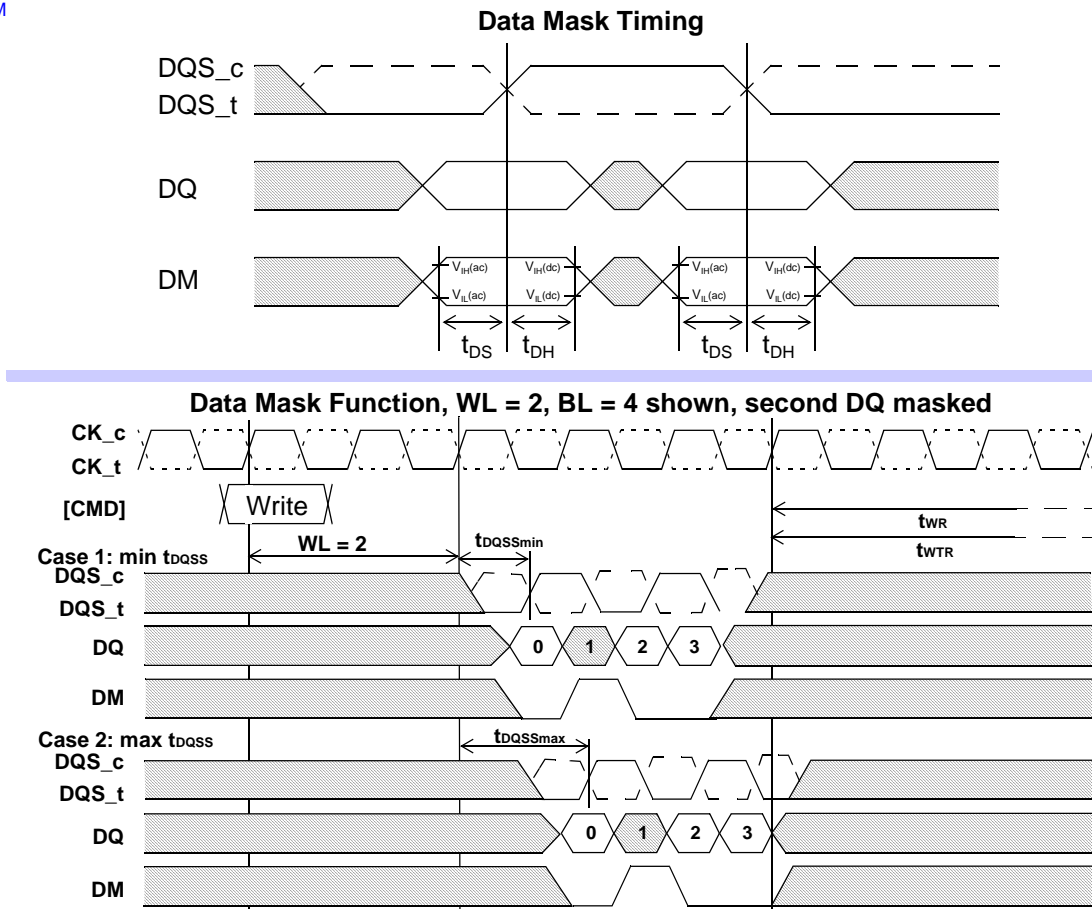 M
Data Mask Timing
DQS_c
DQS_t
DQ
DM
VIH(ac) VIH(dc) VIH(ac) VIH(dc)
VIL(ac) VIL(dc) VIL(ac) VIL(dc)
tDS tDH tDS tDH
Data Mask Function, WL = 2, BL = 4 shown, second DQ masked
CK_c
CK_t
[CMD] Write
tWR
WL = 2 tDQSSmin tWTR
Case 1: min tDQSS
DQS_c
DQS_t
DQ 0 1 2 3
DM
Case 2: max tDQSS tDQSSmax
DQS_c
DQS_t
DQ 0 1 2 3
DM